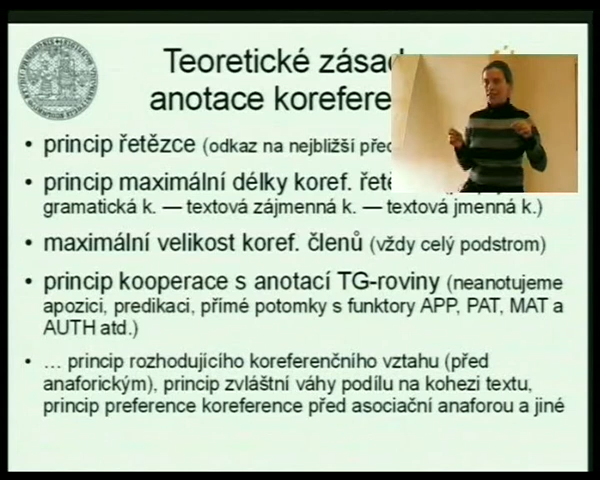 Teoretické zásad
anotace korefere
• princip řetězce (odkaz na nejbližší před
• princip maximální délky koref. řetě
gramatická k. — textová zájmenná k. — textová jmenná k.)
• maximální velikost koref. členů (vždy celý podstrom)
• princip kooperace s anotací TG-roviny (neanotujeme
apozici, predikaci, přímé potomky s funktory APP, PAT, MAT a
AUTH atd.)
• … princip rozhodujícího koreferenčního vztahu (před
anaforickým), princip zvláštní váhy podílu na kohezi textu,
princip preference koreference před asociační anaforou a jiné